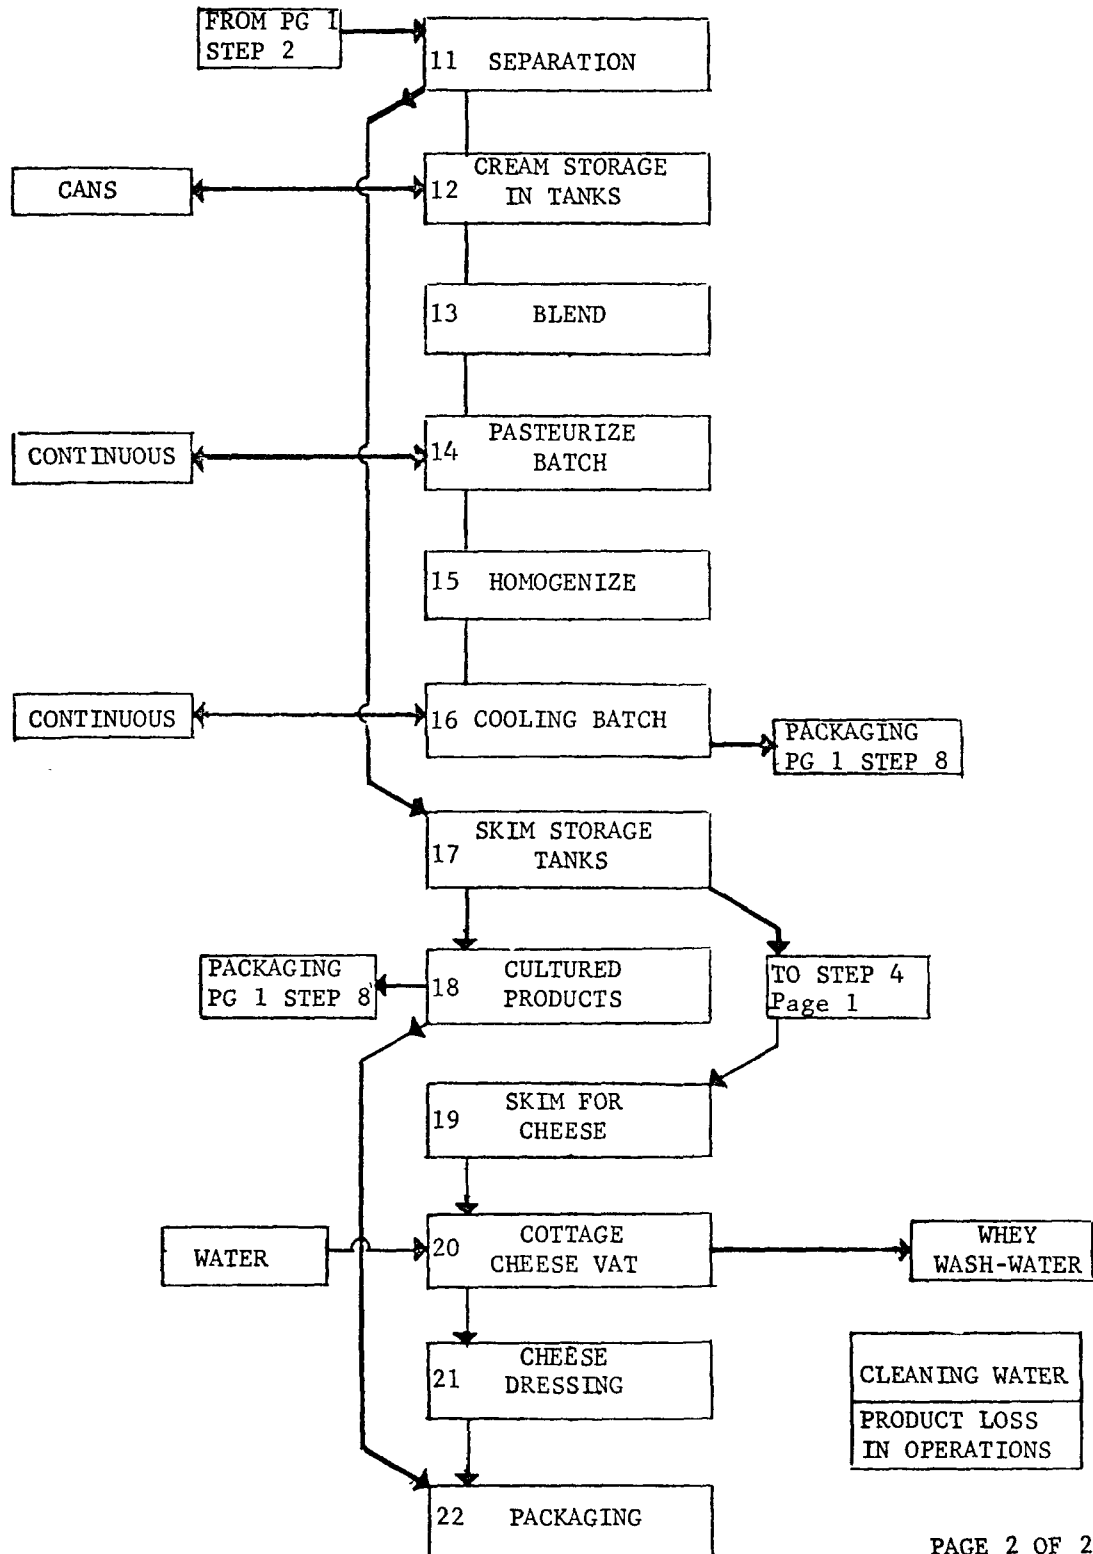 FROM PG 1
STEP 2
11 SEPARATION
CANS
12 CREAM STORAGE
IN TANKS
13 BLEND
CONTINUOUS
14 PASTEURIZE
BATCH
15 HOMOGENIZE
CONTINUOUS
16 COOLING BATCH
PACKAGING
PG 1 STEP 8
17 SKIM STORAGE
TANKS
PACKAGING
PG 1 STEP 8
18 CULTURED
PRODUCTS
TO STEP 4
Page 1
19 SKIM FOR
CHEESE
WATER
20 COTTAGE
CHEESE VAT
WHEY
WASH-WATER
21 CHEESE
DRESSING
CLEANING WATER
PRODUCT LOSS
IN OPERATIONS
22 PACKAGING
PAGE 2 OF 2